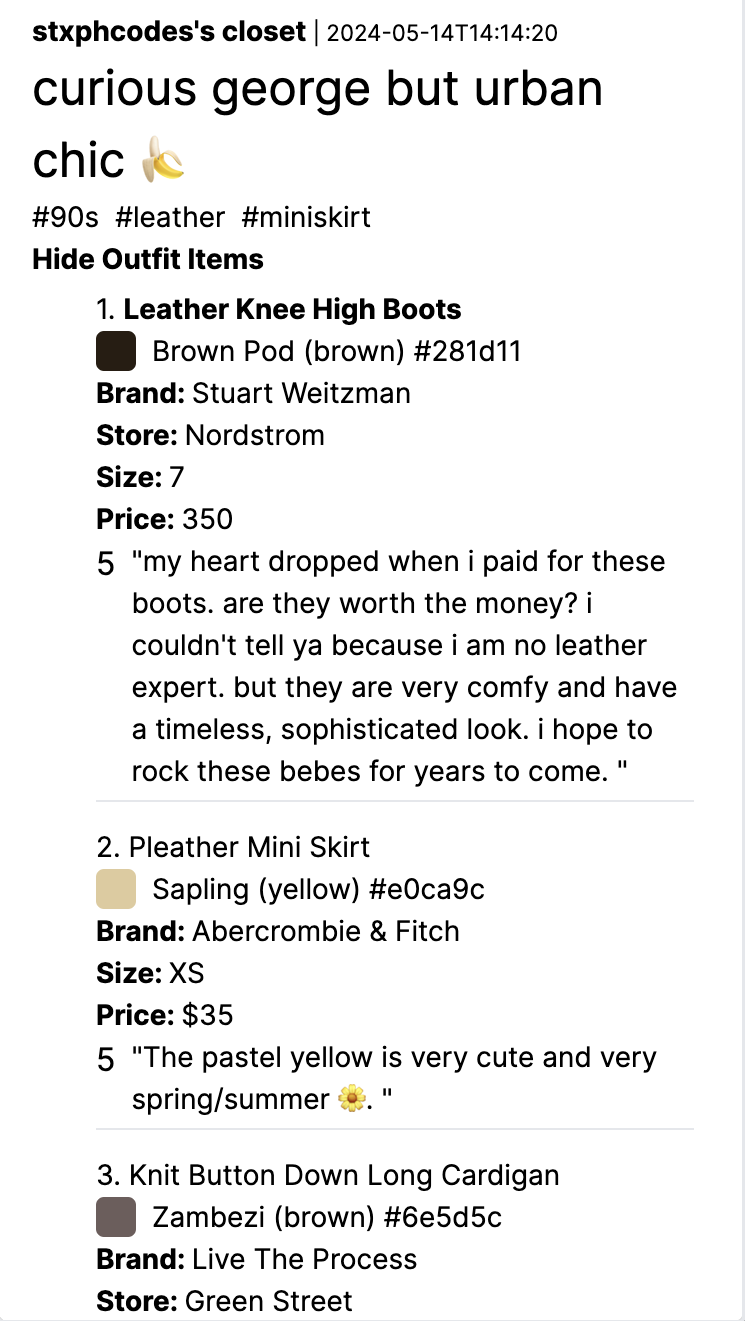 stxphcodes's closet | 2024-05-14T14:14:20
curious george but urban
chic 🍌
#90s #leather #miniskirt
Hide Outfit Items
1. Leather Knee High Boots
Brown Pod (brown) #281d11
Brand: Stuart Weitzman
Store: Nordstrom
Size: 7
Price: 350
5 "my heart dropped when i paid for these
boots. are they worth the money? i
couldn't tell ya because i am no leather
expert. but they are very comfy and have
a timeless, sophisticated look. i hope to
rock these bebes for years to come. "
2. Pleather Mini Skirt
Sapling (yellow) #e0ca9c
Brand: Abercrombie & Fitch
Size: XS
Price: $35
5 "The pastel yellow is very cute and very
spring/summer 🌼. "
3. Knit Button Down Long Cardigan
Zambezi (brown) #6e5d5c
Brand: Live The Process
Store: Green Street